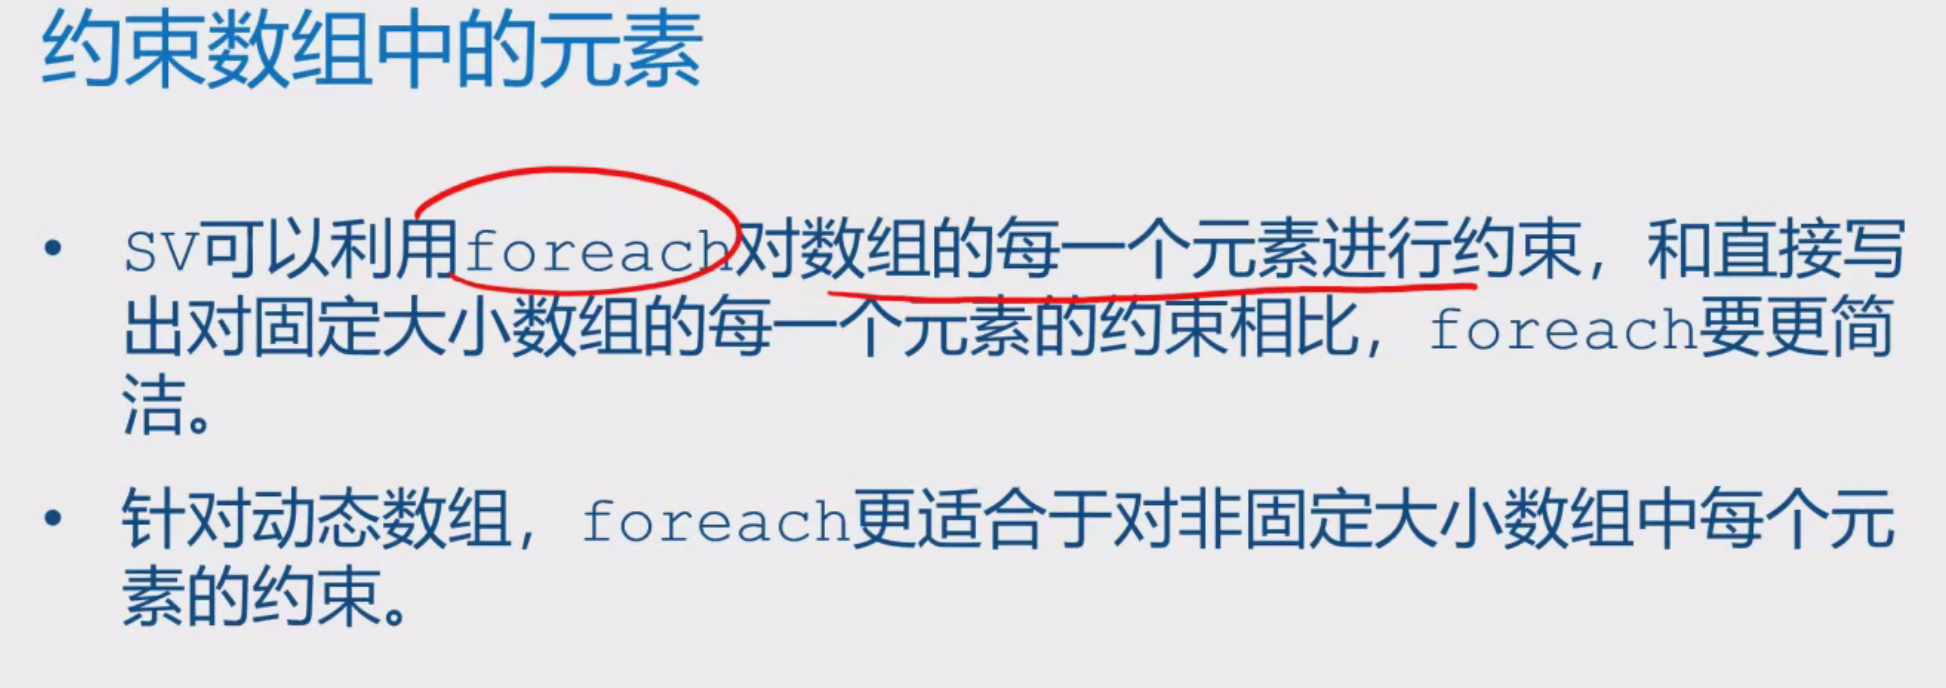 约束数组中的元素
• SV可以利用foreach对数组的每一个元素进行约束，和直接写
出对固定大小数组的每一个元素的约束相比，foreach要更简
洁。
• 针对动态数组，foreach更适合于对非固定大小数组中每个元
素的约束。